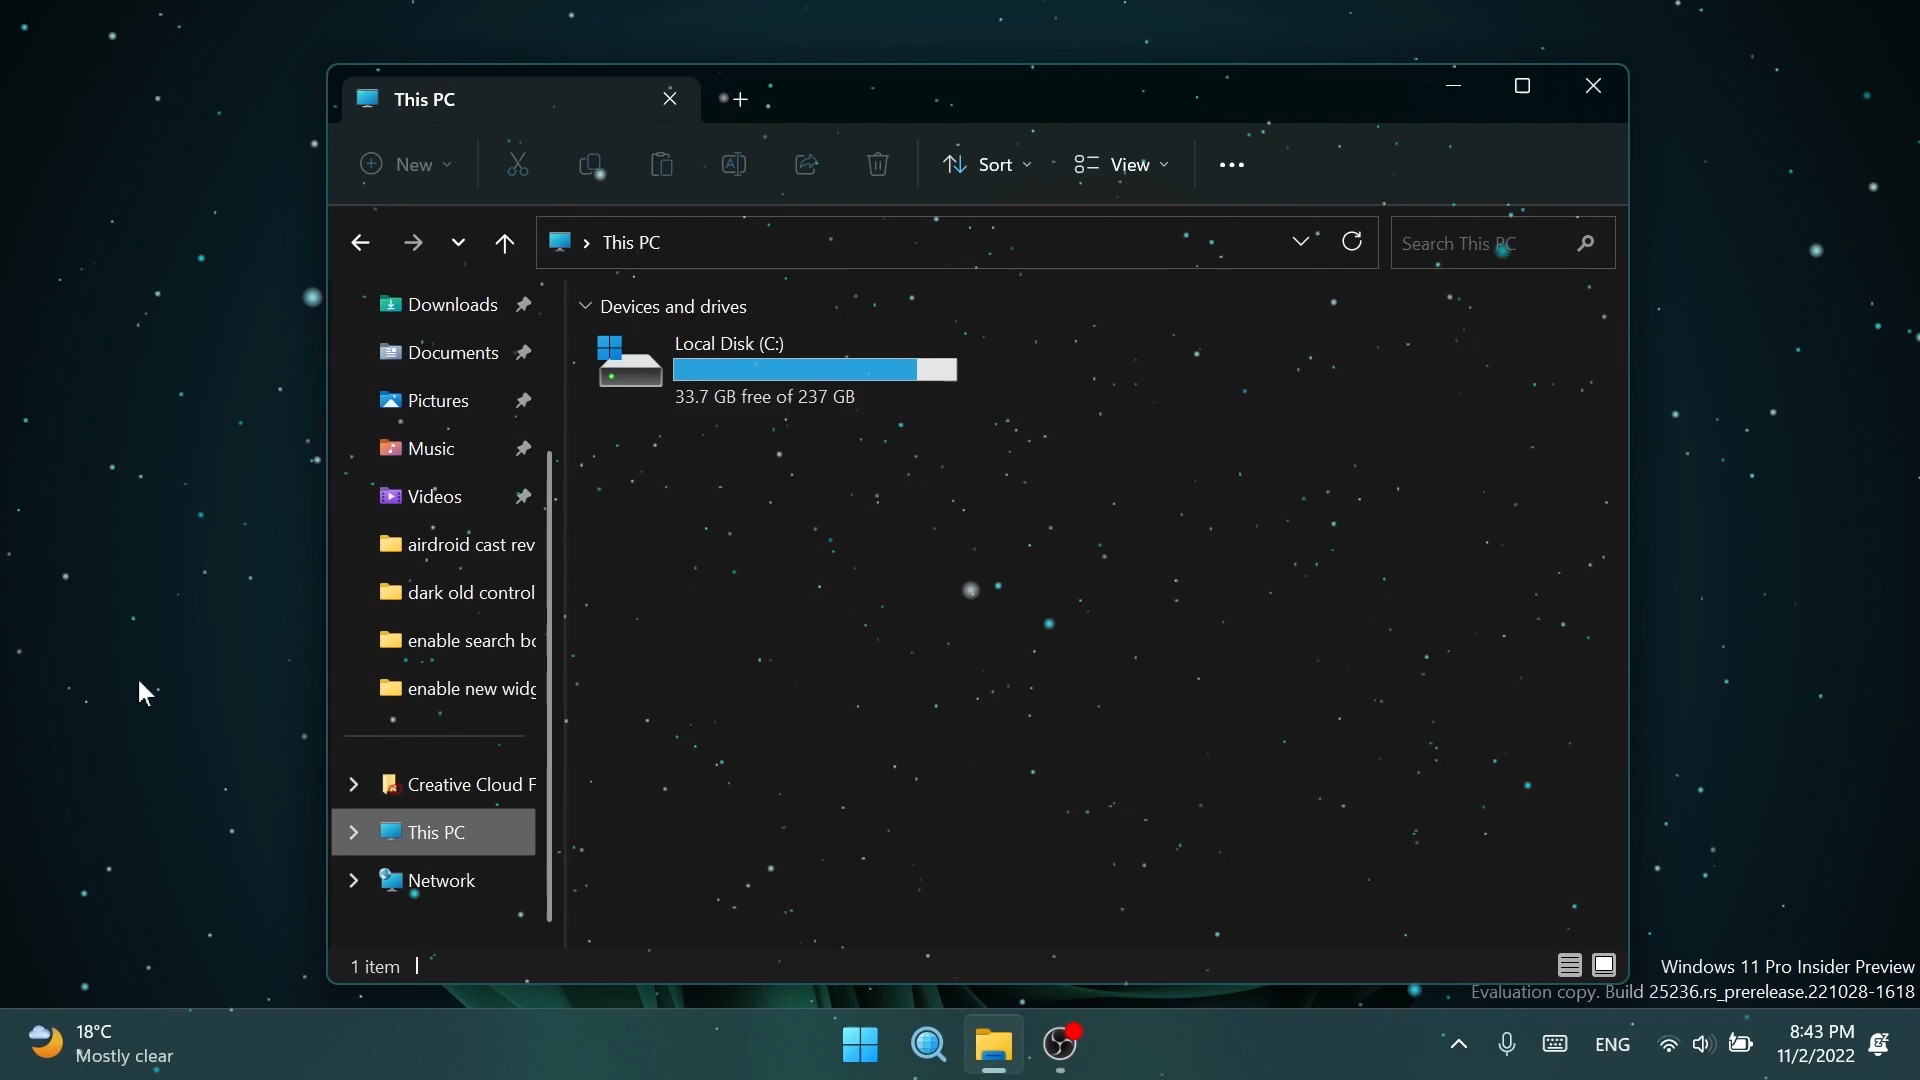 This PC
New
Sort
View
This PC
Search This PC
Downloads
Documents
Pictures
Music
Videos
airdroid cast rev
dark old control
enable search bo
enable new widg
Creative Cloud F
This PC
Network
Devices and drives
Local Disk (C:)
33.7 GB free of 237 GB
1 item
Windows 11 Pro Insider Preview
Evaluation copy. Build 25236.rs_prerelease.221028-1618
18°C
Mostly clear
ENG
8:43 PM
11/2/2022